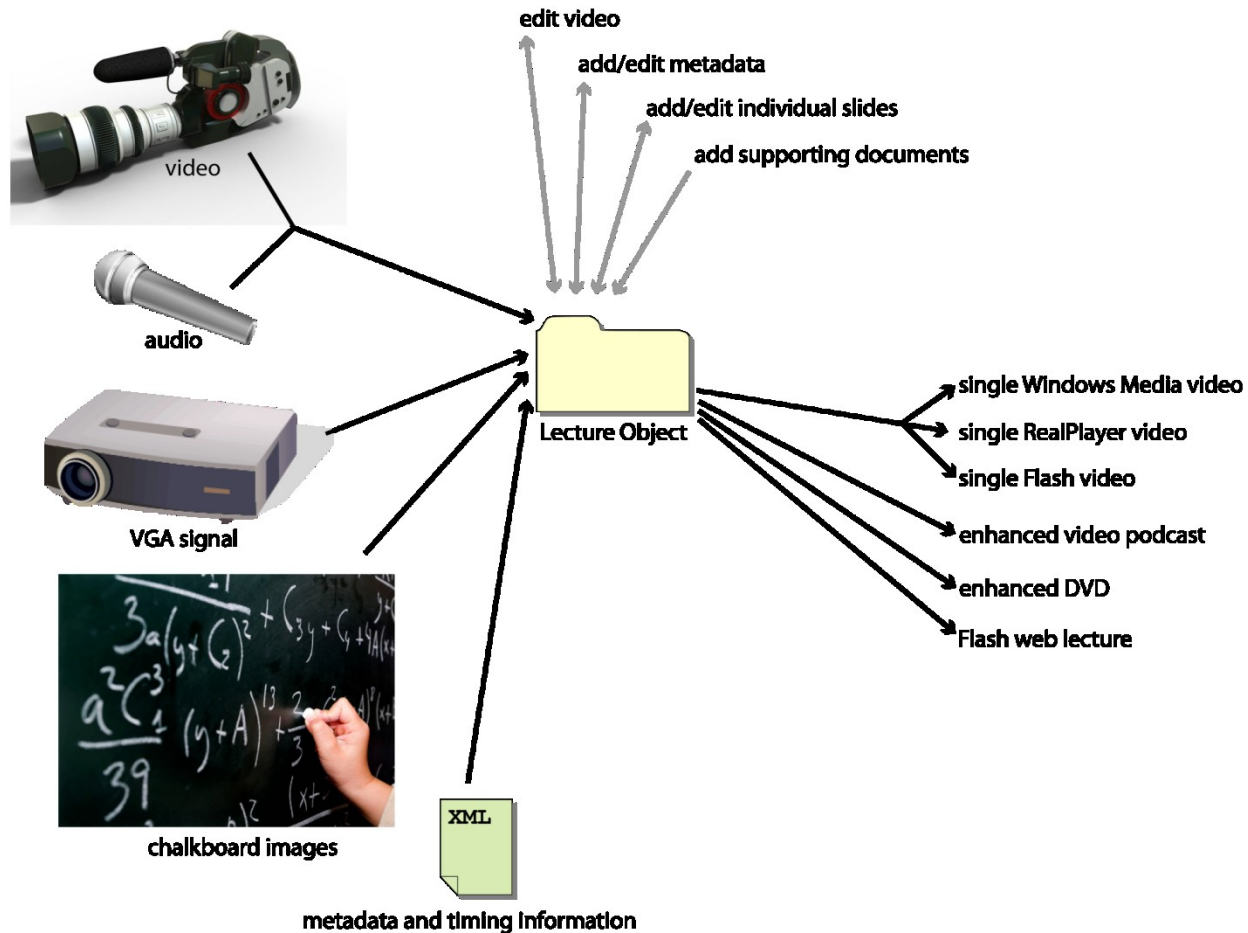 edit video
add/edit metadata
add/edit individual slides
add supporting documents
video
audio
VGA signal
chalkboard images
XML
metadata and timing information
Lecture Object
single Windows Media video
single RealPlayer video
single Flash video
enhanced video podcast
enhanced DVD
Flash web lecture